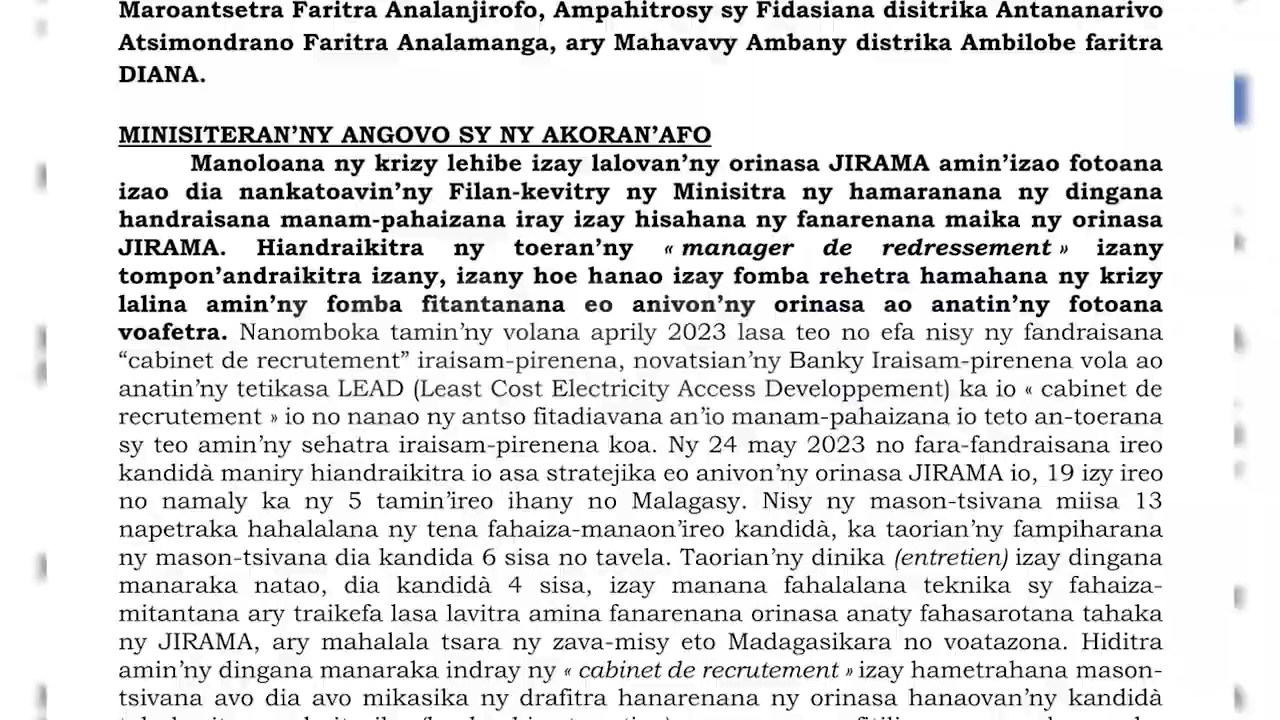 Maroantsetra Faritra Analanjirofo, Ampahitrosy sy Fidasiana disitrika Antananarivo
Atsimondrano Faritra Analamanga, ary Mahavavy Ambany distrika Ambilobe faritra
DIANA.
MINISITERAN’NY ANGOVO SY NY AKORAN’AFO
Manoloana ny krizy lehibe izay lalovan’ny orinasa JIRAMA amin’izao fotoana
izao dia nankatoavin’ny Filan-kevitry ny Minisitra ny hamaranana ny dingana
handraisana manam-pahaizana iray izay hisahana ny fanarenana maika ny orinasa
JIRAMA. Hiandraikitra ny toeran’ny « manager de redressement » izany
tompon’andraikitra izany, izany hoe hanao izay fomba rehetra hamahana ny krizy
lalina amin’ny fomba fitantanana eo anivon’ny orinasa ao anatin’ny fotoana
voafetra. Nanomboka tamin’ny volana aprily 2023 lasa teo no efa nisy ny fandraisana
“cabinet de recrutement” iraisam-pirenena, novatsian’ny Banky Iraisam-pirenena vola ao
anatin’ny tetikasa LEAD (Least Cost Electricity Access Developpement) ka io « cabinet de
recrutement » io no nanao ny antso fitadiavana an’io manam-pahaizana io teto an-toerana
sy teo amin’ny sehatra iraisam-pirenena koa. Ny 24 may 2023 no fara-fandraisana ireo
kandidà maniry hiandraikitra io asa stratejika eo anivon’ny orinasa JIRAMA io, 19 izy ireo
no namaly ka ny 5 tamin’ireo ihany no Malagasy. Nisy ny mason-tsivana miisa 13
napetraka hahalalana ny tena fahaiza-manaon’ireo kandidà, ka taorian’ny fampiharana
ny mason-tsivana dia kandida 6 sisa no tavela. Taorian’ny dinika (entretien) izay dingana
manaraka natao, dia kandidà 4 sisa, izay manana fahalalana teknika sy fahaiza-
mitantana ary traikefa lasa lavitra amina fanarenana orinasa anaty fahasarotana tahaka
ny JIRAMA, ary mahalala tsara ny zava-misy eto Madagasikara no voatazona. Hiditra
amin’ny dingana manaraka indray ny « cabinet de recrutement » izay hametrahana mason-
tsivana avo dia avo mikasika ny drafitra hanarenana ny orinasa hanaovan’ny kandidà